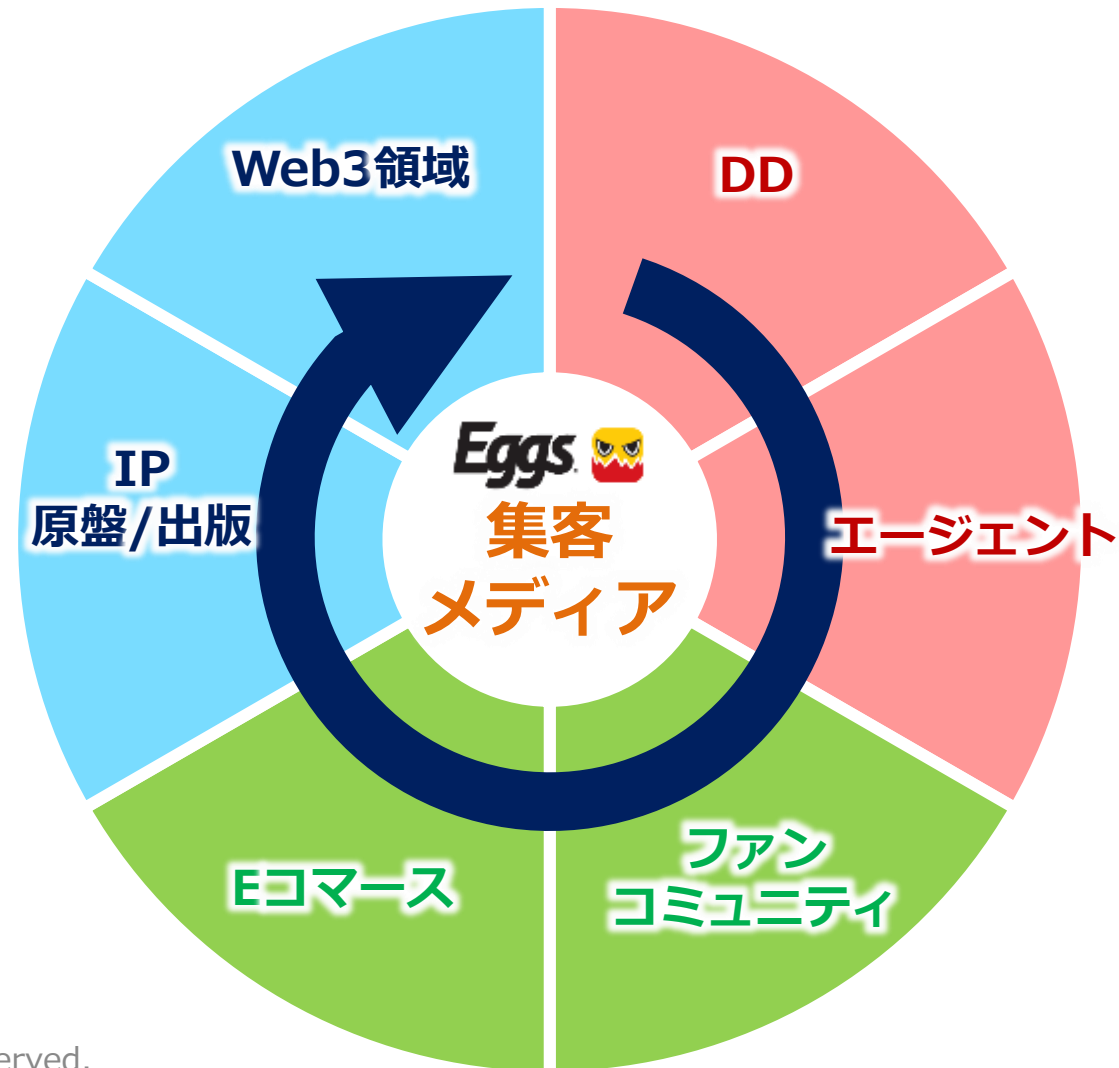 Web3領域
DD
IP
原盤/出版
Eggs
集客
メディア
エージェント
Eコマース
ファン
コミュニティ